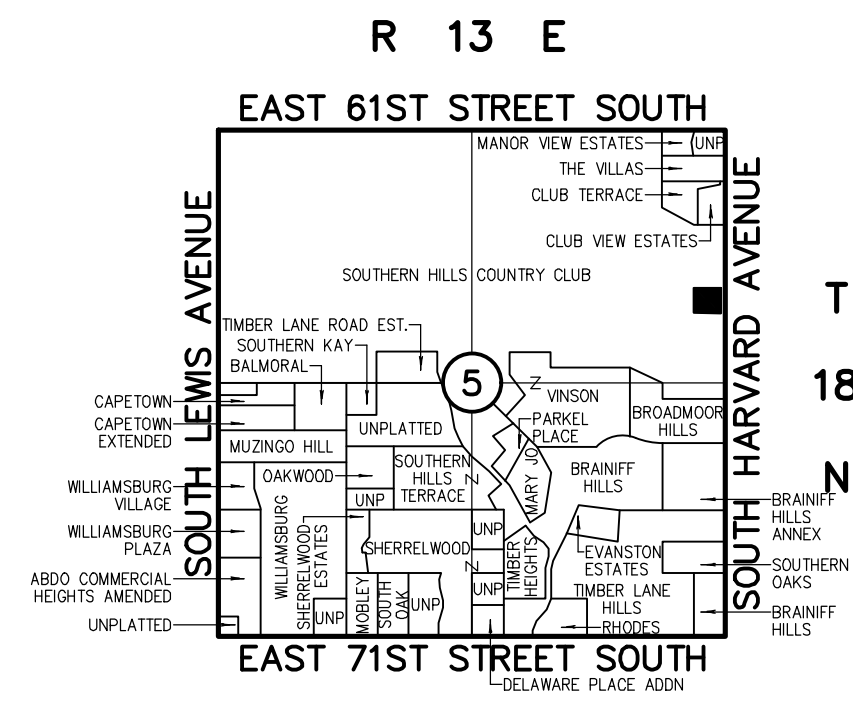 R 13 E
EAST 61ST STREET SOUTH
MANOR VIEW ESTATES
UNP
THE VILLAS
CLUB TERRACE
CLUB VIEW ESTATES
SOUTHERN HILLS COUNTRY CLUB
SOUTH LEWIS AVENUE
SOUTH HARVARD AVENUE
T
18
N
TIMBER LANE ROAD EST.
SOUTHERN KAY
BALMORAL
5
Z
VINSON
CAPETOWN
CAPETOWN
EXTENDED
PARKEL
PLACE
BROADMOOR
HILLS
UNPLATTED
MUZINGO HILL
MARY JO
OAKWOOD
SOUTHERN
HILLS
TERRACE
Z
BRAINIFF
HILLS
WILLIAMSBURG
VILLAGE
UNP
BRAINIFF
HILLS
ANNEX
WILLIAMSBURG
PLAZA
WILLIAMSBURG
SHERRELWOOD
ESTATES
SHERRELWOOD
UNP
TIMBER
HEIGHTS
EVANSTON
ESTATES
Z
SOUTHERN
OAKS
ABDO COMMERCIAL
HEIGHTS AMENDED
UNP
MOBLEY
SOUTH
OAK
UNP
UNP
TIMBER LANE
HILLS
RHODES
BRAINIFF
HILLS
UNPLATTED
EAST 71ST STREET SOUTH
DELAWARE PLACE ADDN